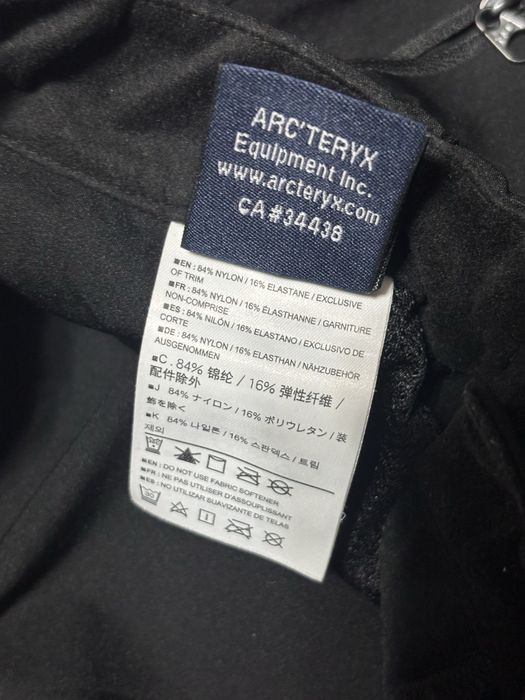 ARC'TERYX
Equipment Inc.
www.arcteryx.com
CA#34438
■EN : 84% NYLON / 16% ELASTANE / EXCLUSIVE
OF TRIM
■FR : 84% NYLON / 16% ELASTHANNE / GARNITURE
NON-COMPRISE
■ES : 84% NILÓN / 16% ELASTANO / EXCLUSIVO DE
CORTE
■DE : 84% NYLON / 16% ELASTHAN / NÄHZUBEHÖR
AUSGENOMMEN
■C . 84% 锦纶 / 16% 弹性纤维 /
配件除外
■J 84% ナイロン / 16% ポリウレタン / 装
飾を除く
■K 84% 나일론 / 16% 스판덱스 / 트림
제외
■EN : DO NOT USE FABRIC SOFTENER
■FR : NE PAS UTILISER D'ASSOUPLISSANT
■ES : NO UTILIZAR SUAVIZANTE DE TELAS
30